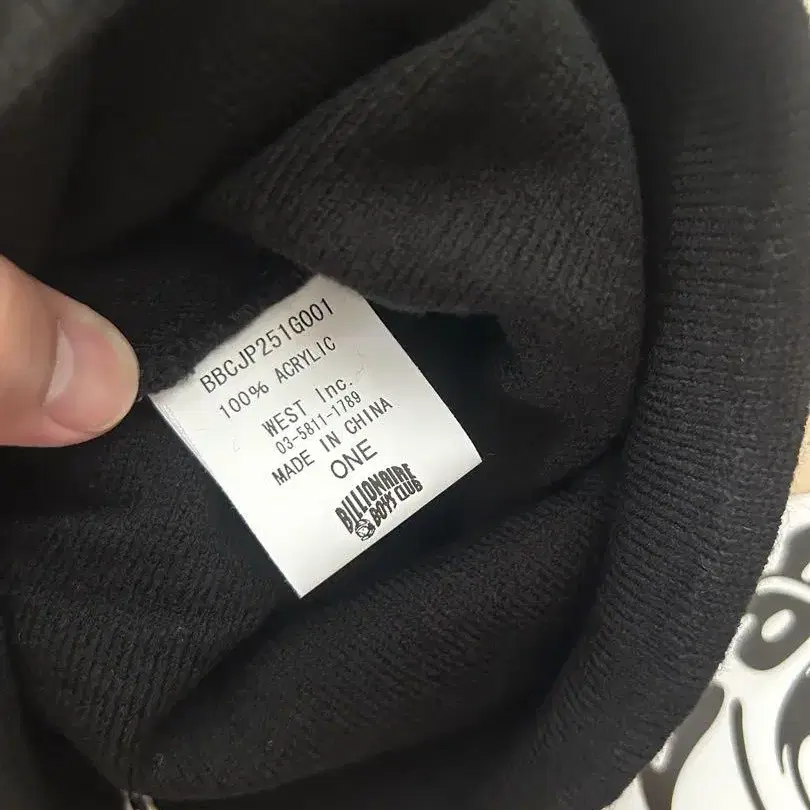 BBCJP251G001
100% ACRYLIC
WEST Inc.
03-5811-1789
MADE IN CHINA
ONE
BILLIONAIRE
BOYS CLUB